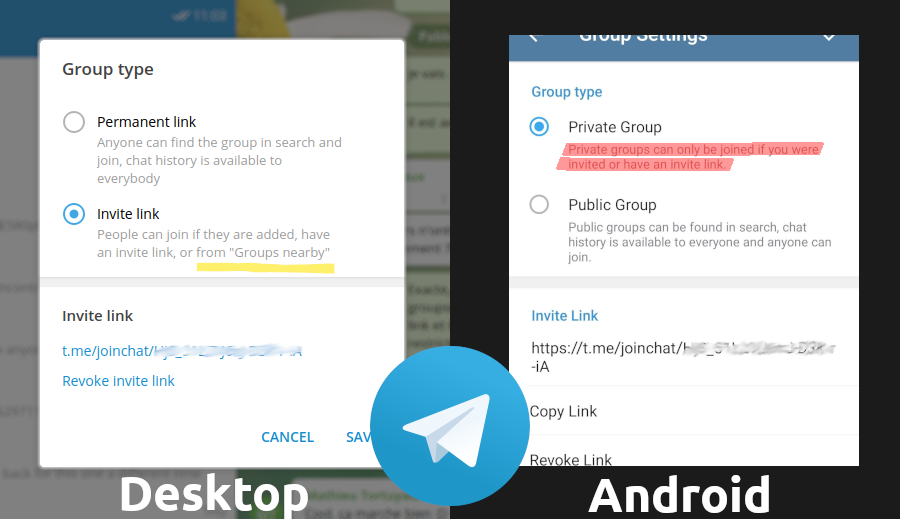 11:03
Group type
Permanent link
Anyone can find the group in search and
join, chat history is available to
everybody
Invite link
People can join if they are added, have
an invite link, or from "Groups nearby"
Invite link
t.me/joinchat/
Revoke invite link
CANCEL
Desktop
Group Settings
Group type
Private Group
Private groups can only be joined if you were
invited or have an invite link.
Public Group
Public groups can be found in search, chat
history is available to everyone and anyone can
join.
Invite Link
https://t.me/joinchat/
-iA
Copy Link
Revoke Link
Android